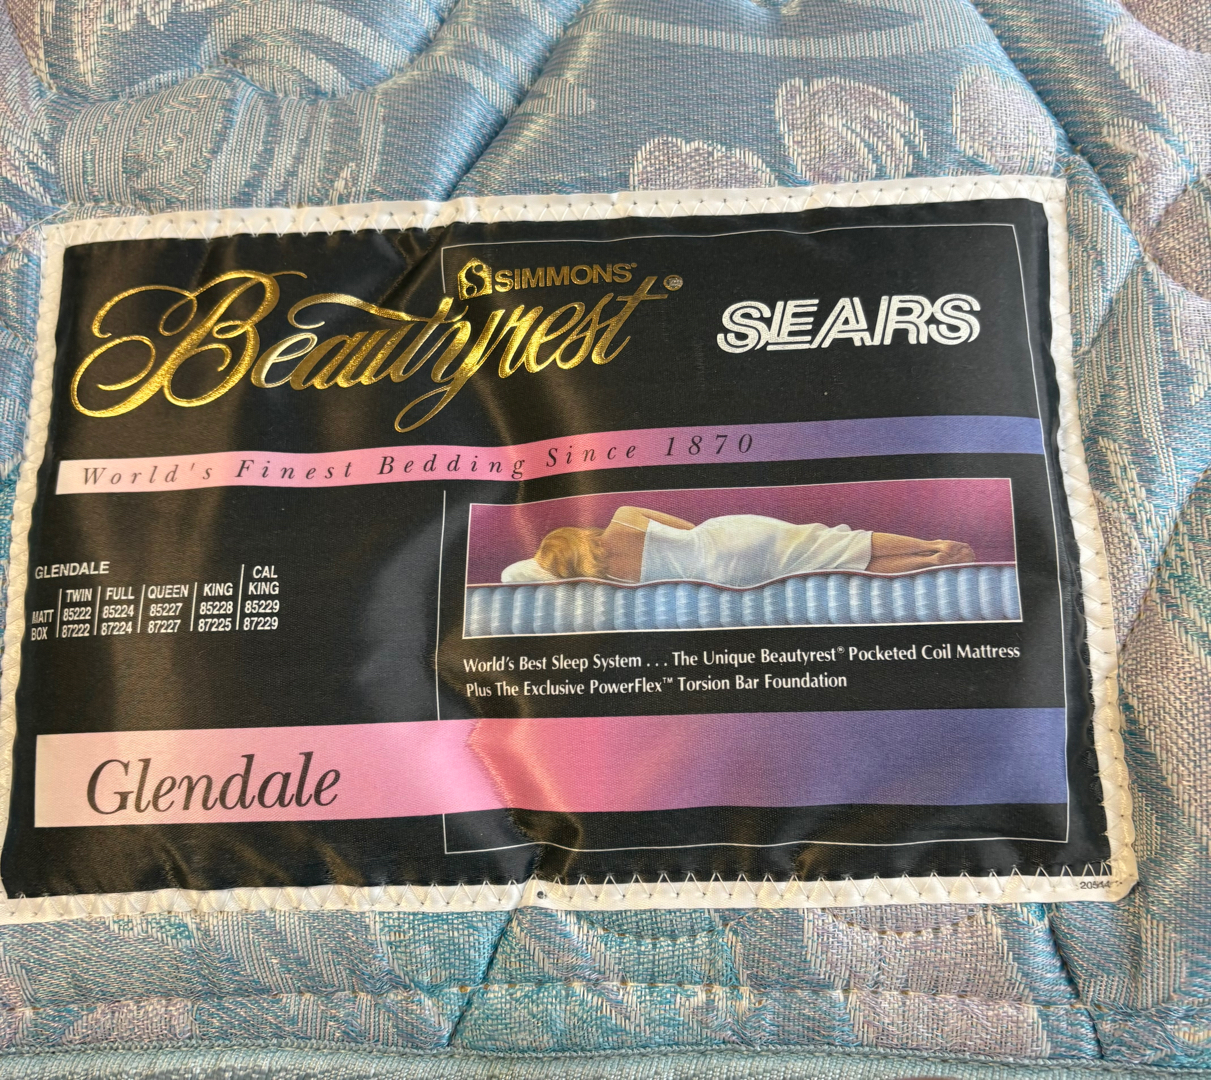 SIMMONS®
Beautyrest®
SEARS
World's Finest Bedding Since 1870
GLENDALE
TWIN FULL QUEEN KING CAL KING
MATT 85222 85224 85227 85228 85229
BOX 87222 87224 87227 87225 87229
World's Best Sleep System . . . The Unique Beautyrest® Pocketed Coil Mattress
Plus The Exclusive PowerFlex™ Torsion Bar Foundation
Glendale